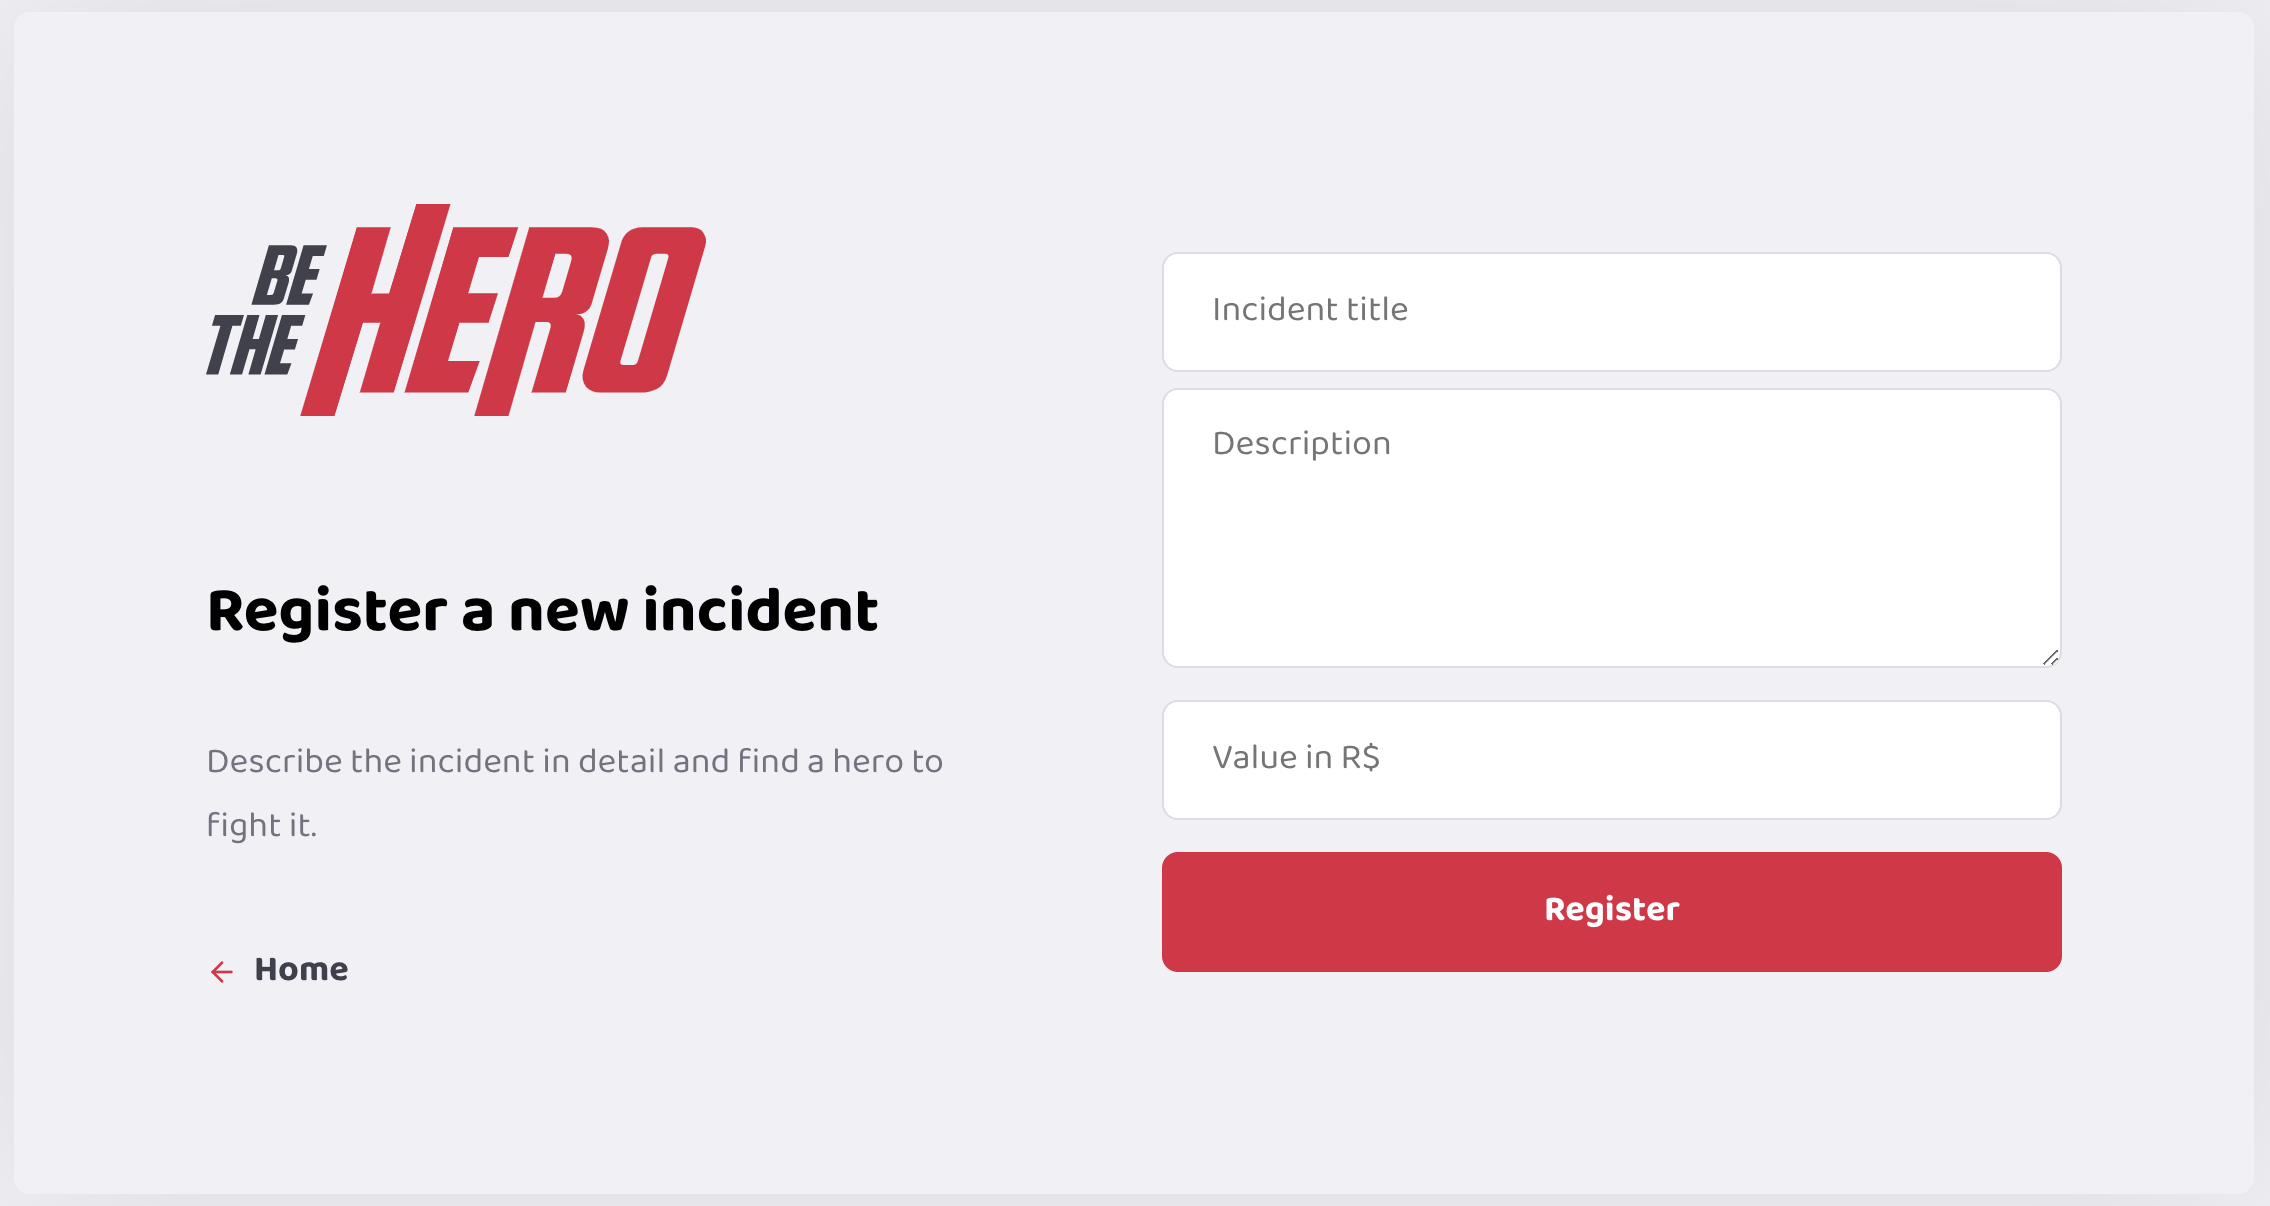 BE
THE
HERO
Register a new incident
Describe the incident in detail and find a hero to
fight it.
Home
Incident title
Description
Value in R$
Register